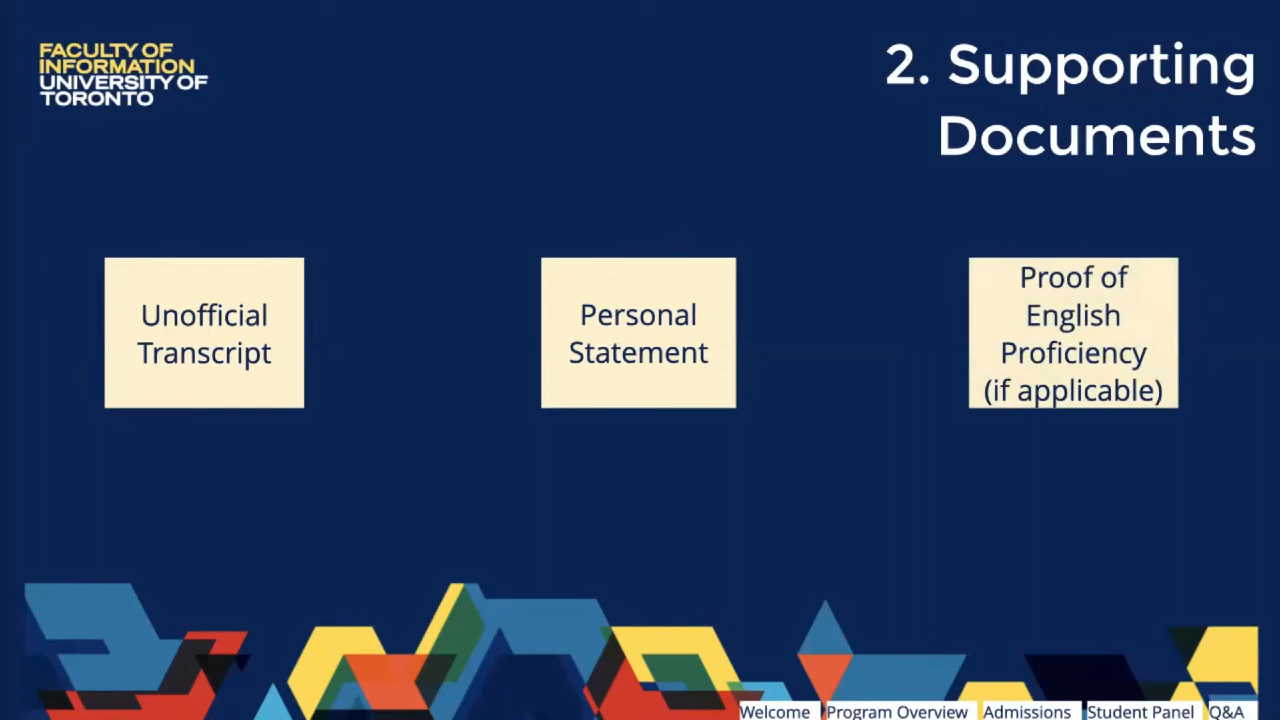 FACULTY OF
INFORMATION
UNIVERSITY OF
TORONTO
2. Supporting
Documents
Unofficial
Transcript
Personal
Statement
Proof of
English
Proficiency
(if applicable)
Welcome Program Overview Admissions Student Panel Q&A